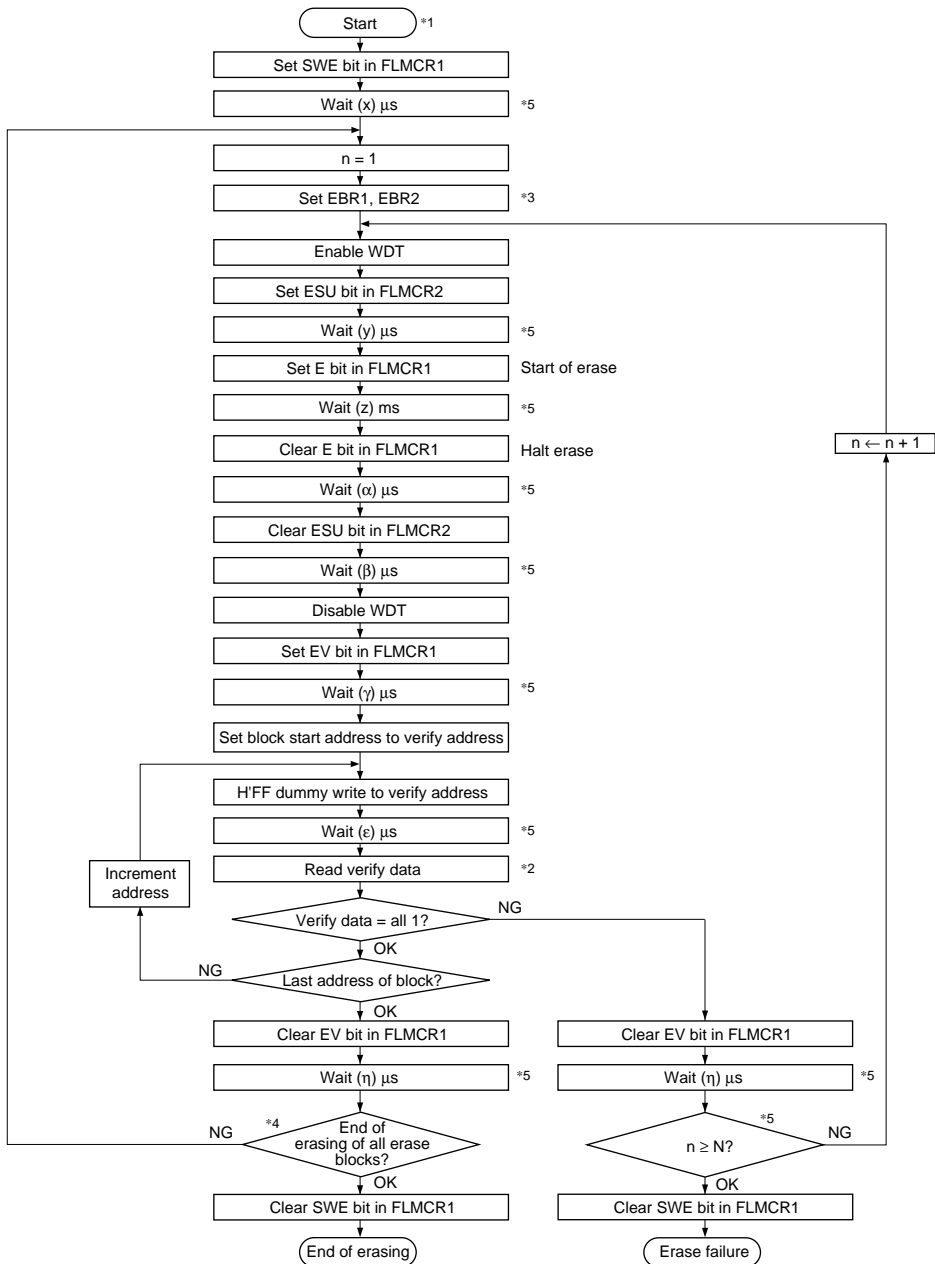 Start *1
Set SWE bit in FLMCR1
Wait (x) μs *5
n = 1
Set EBR1, EBR2 *3
Enable WDT
Set ESU bit in FLMCR2
Wait (y) μs *5
Set E bit in FLMCR1 Start of erase
Wait (z) ms *5
n ← n + 1
Clear E bit in FLMCR1 Halt erase
Wait (α) μs *5
Clear ESU bit in FLMCR2
Wait (β) μs *5
Disable WDT
Set EV bit in FLMCR1
Wait (γ) μs *5
Set block start address to verify address
H'FF dummy write to verify address
Wait (ε) μs *5
Increment
address
Read verify data *2
Verify data = all 1? NG
OK
NG Last address of block?
OK
Clear EV bit in FLMCR1
Wait (η) μs *5
NG *4 End of
erasing of all erase
blocks?
OK
Clear SWE bit in FLMCR1
End of erasing
Clear EV bit in FLMCR1
Wait (η) μs *5
*5
n ≥ N? NG
OK
Clear SWE bit in FLMCR1
Erase failure